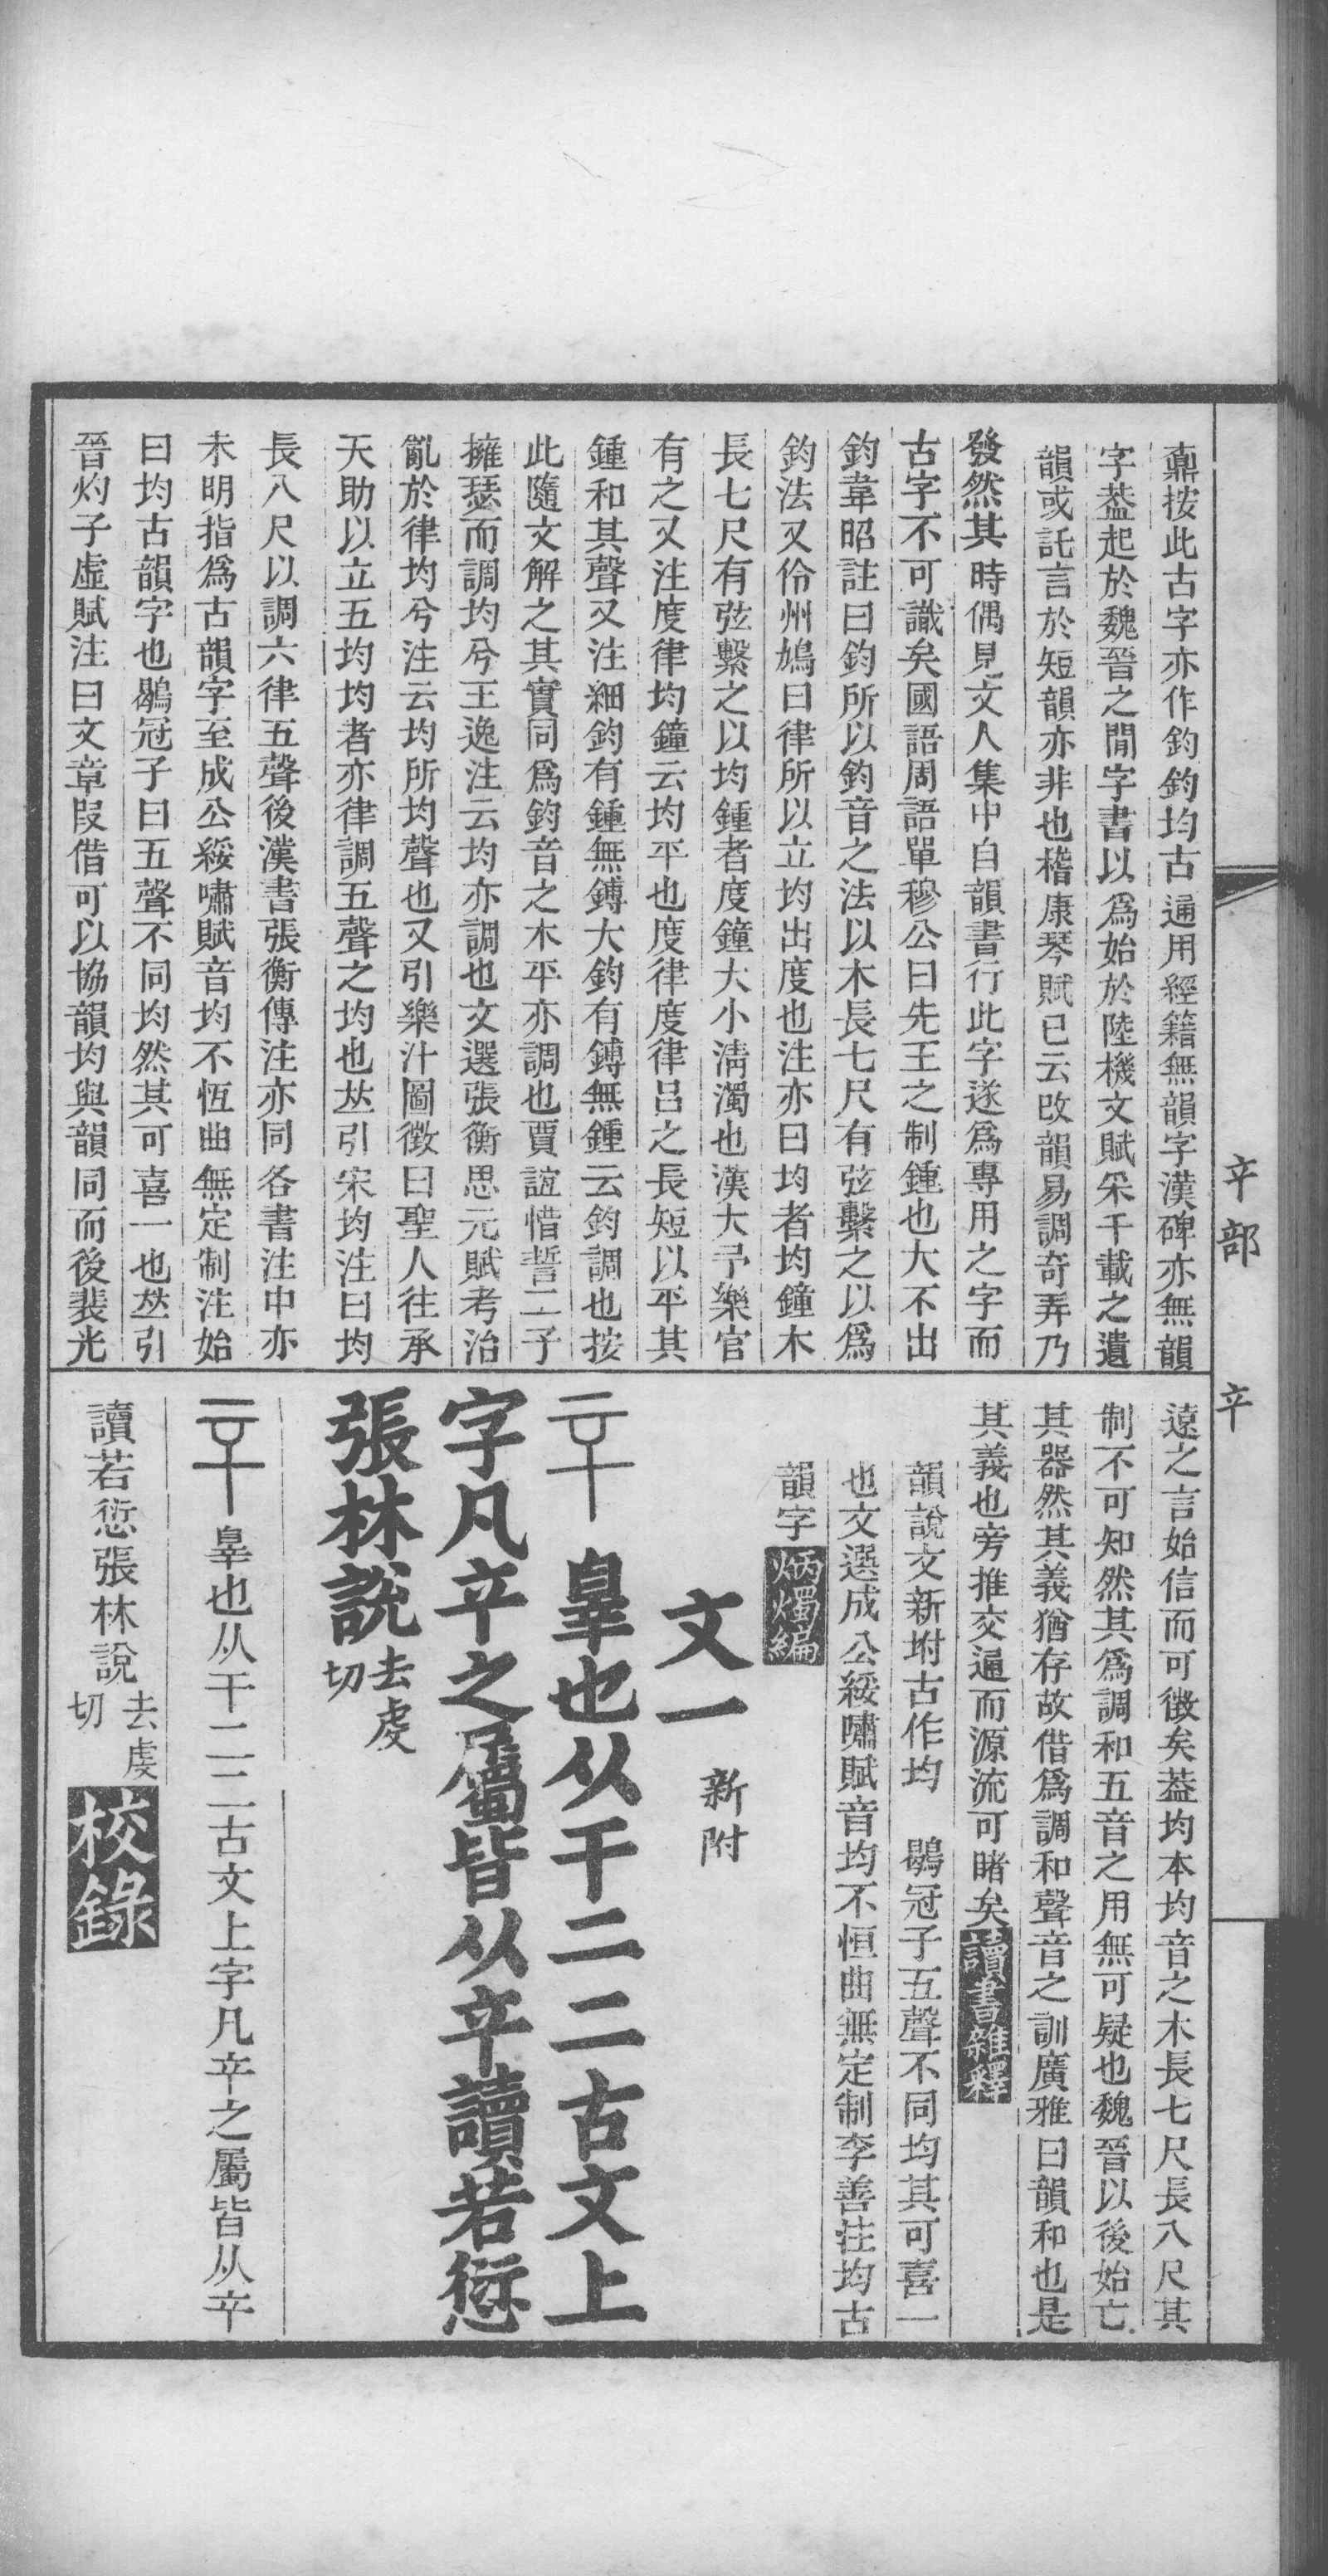 鼒按此古字亦作鈞鈞均古通用經籍無韻字漢碑亦無韻
字葢起於魏晉之間字書以爲始於陸機文賦采千載之遺
韻或託言於短韻亦非也嵇康琴賦已云改韻易調奇弄乃
發然其時偶見文人集中自韻書行此字遂爲專用之字而
古字不可識矣國語周語單穆公曰先王之制鍾也大不出
鈞韋昭註曰鈞所以鈞音之法以木長七尺有弦繫之以爲
鈞法又伶州鳩曰律所以立均出度也注亦曰均者均鐘木
長七尺有弦繫之以均鍾者度鐘大小淸濁也漢大予樂官
有之又注度律均鐘云均平也度律度律呂之長短以平其
鍾和其聲又注細鈞有鍾無鎛大鈞有鎛無鍾云鈞調也按
此隨文解之其實同爲鈞音之木平亦調也賈誼惜誓二子
擁瑟而調均兮王逸注云均亦調也文選張衡思元賦考治
亂於律均兮注云均所均聲也又引樂汁圖徵曰聖人往承
天助以立五均均者亦律調五聲之均也𠀤引宋均注曰均
長八尺以調六律五聲後漢書張衡傳注亦同各書注中亦
未明指爲古韻字至成公綏嘯賦音均不恆曲無定制注始
曰均古韻字也鶡冠子曰五聲不同均然其可喜一也𠀤引
晉灼子虛賦注曰文章叚借可以協韻均與韻同而後裴光
遠之言始信而可徵矣葢均本均音之木長七尺長八尺其
制不可知然其爲調和五音之用無可疑也魏晉以後始亡
其器然其義猶存故借爲調和聲音之訓廣雅曰韻和也是
其義也旁推交通而源流可睹矣讀書雜釋
韻說文新坿古作均　鶡冠子五聲不同均其可喜一
也文選成公綏嘯賦音均不恒曲無定制李善注均古
韻字炳燭編
文一　新附
䇂辠也从干二二古文上
字凡䇂之屬皆从䇂讀若愆
張林說去虔切
䇂辠也从干二二古文上字凡䇂之屬皆从䇂
讀若愆張林說去虔切校錄
䇂部　䇂